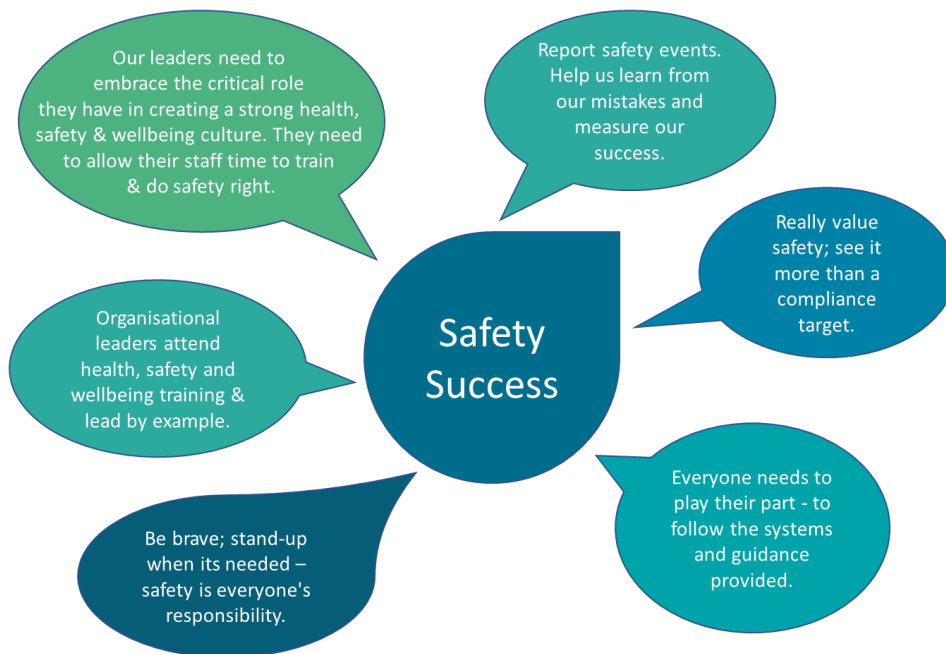 Our leaders need to
embrace the critical role
they have in creating a strong health,
safety & wellbeing culture. They need
to allow their staff time to train
& do safety right.
Report safety events.
Help us learn from
our mistakes and
measure our
success.
Really value
safety; see it
more than a
compliance
target.
Safety
Success
Organisational
leaders attend
health, safety and
wellbeing training &
lead by example.
Everyone needs to
play their part - to
follow the systems
and guidance
provided.
Be brave; stand-up
when its needed –
safety is everyone's
responsibility.